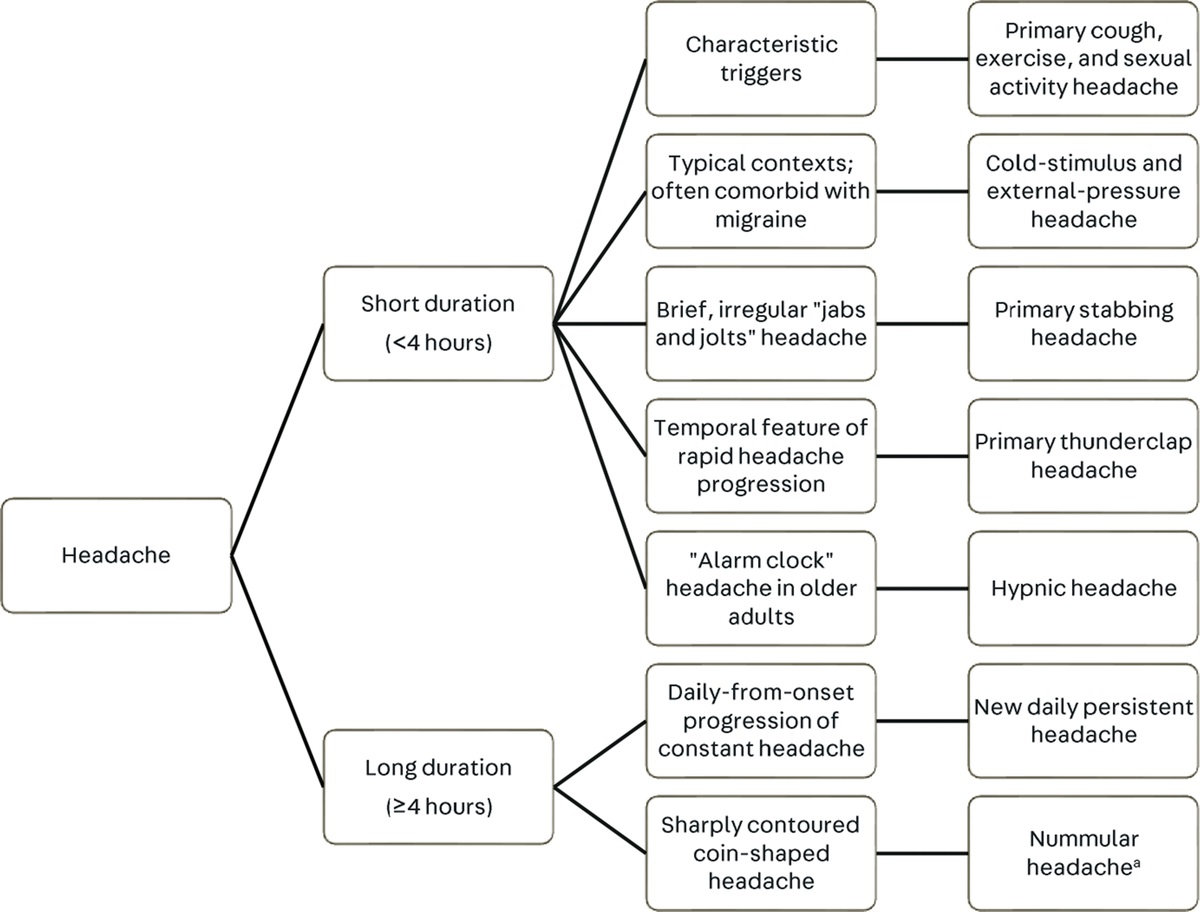 Characteristic
triggers
Primary cough,
exercise, and sexual
activity headache
Typical contexts;
often comorbid with
migraine
Cold-stimulus and
external-pressure
headache
Short duration
(<4 hours)
Brief, irregular "jabs
and jolts" headache
Primary stabbing
headache
Temporal feature of
rapid headache
progression
Primary thunderclap
headache
Headache
"Alarm clock"
headache in older
adults
Hypnic headache
Long duration
(≥4 hours)
Daily-from-onset
progression of
constant headache
New daily persistent
headache
Sharply contoured
coin-shaped
headache
Nummular
headacheᵃ